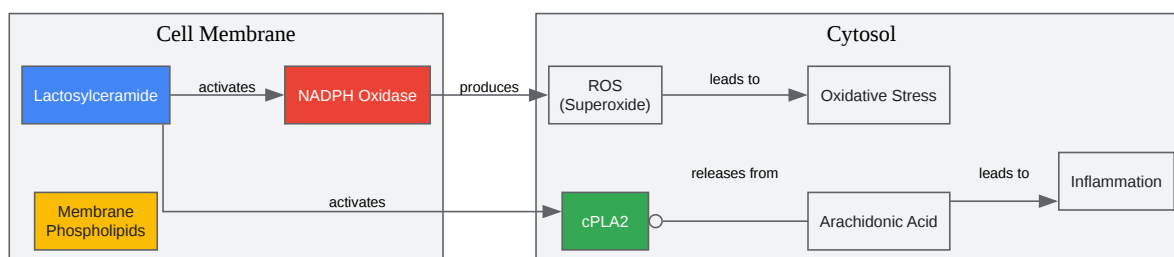 Cell Membrane
Cytosol
Lactosylceramide
activates
NADPH Oxidase
produces
ROS
(Superoxide)
leads to
Oxidative Stress
Membrane
Phospholipids
activates
cPLA2
releases from
Arachidonic Acid
leads to
Inflammation